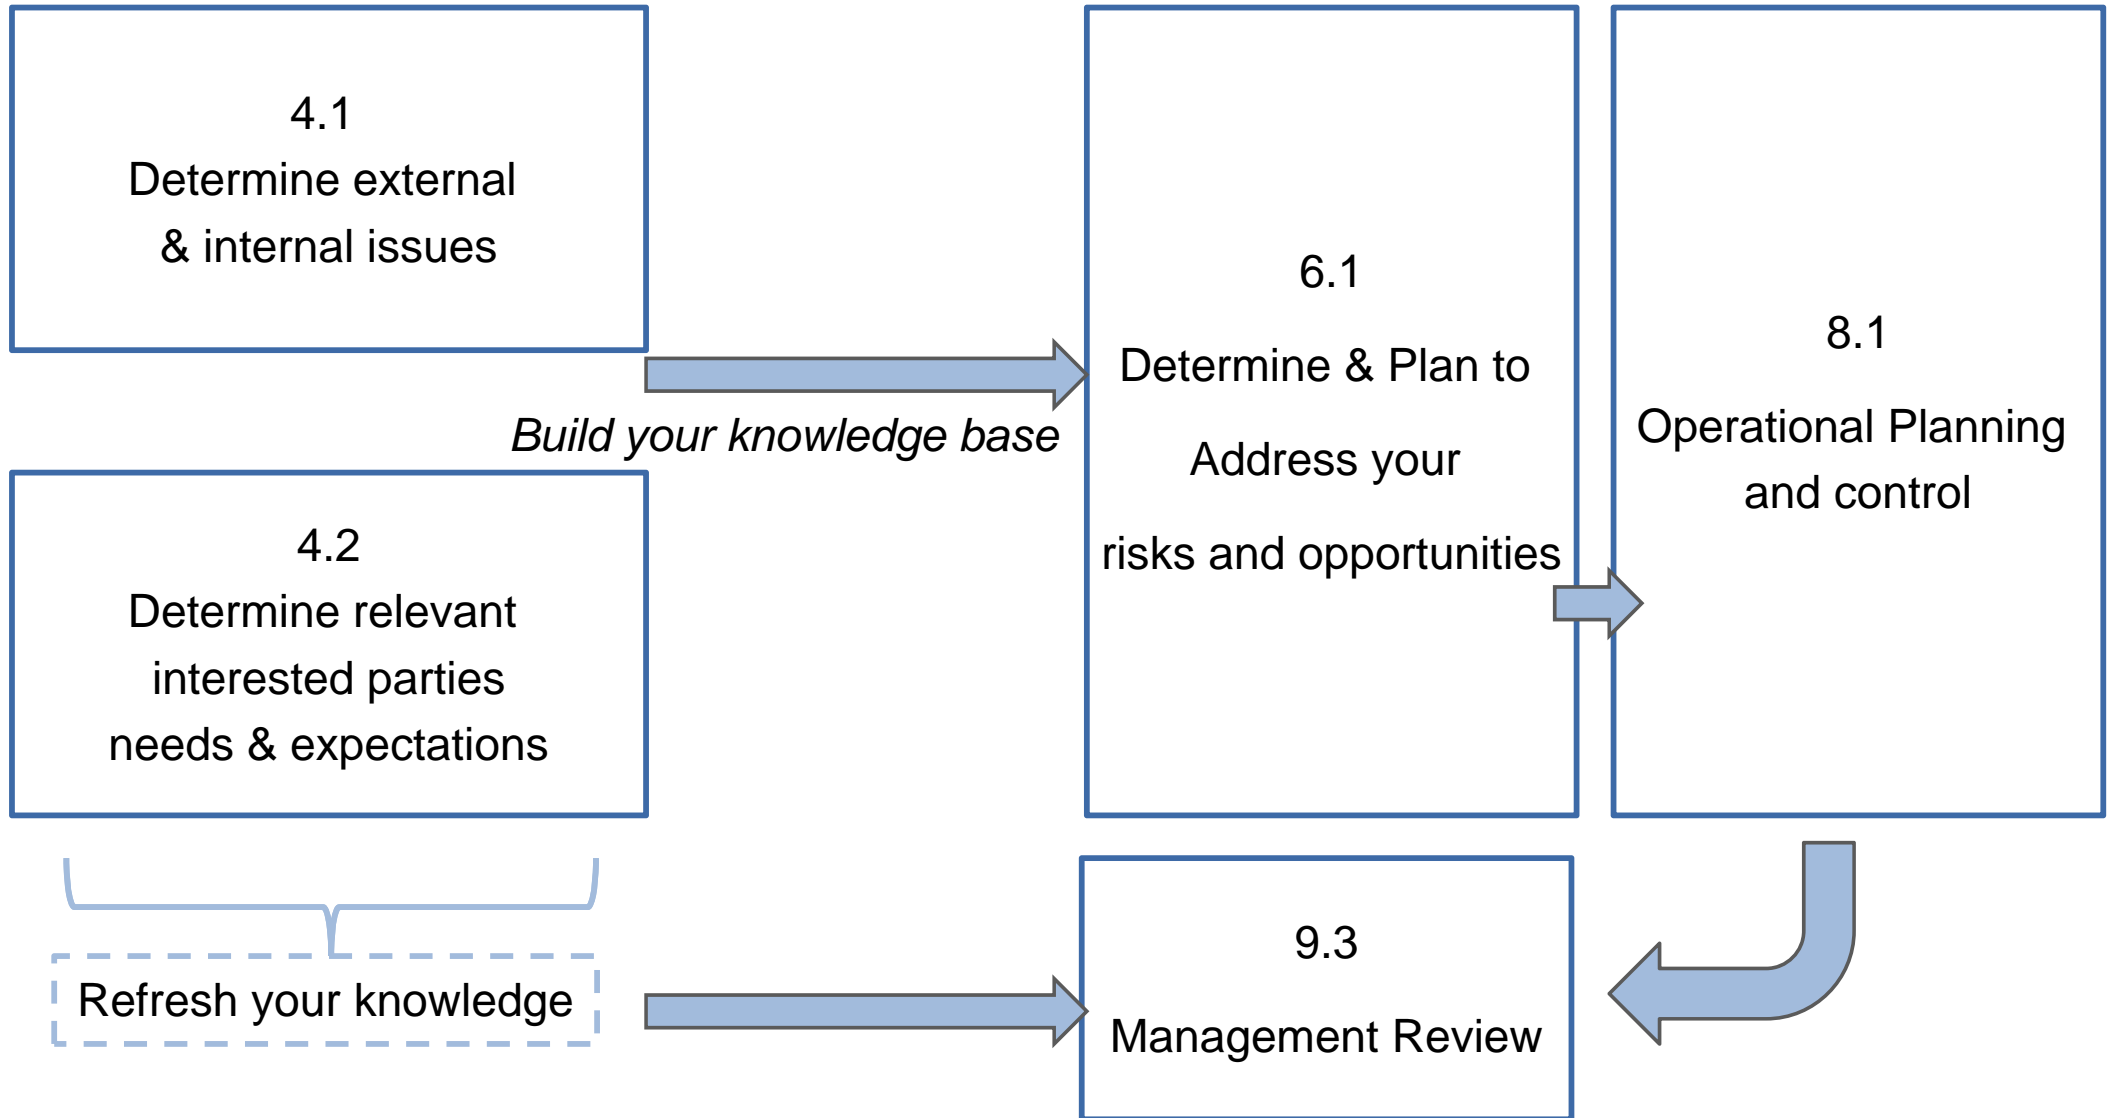 4.1
Determine external
& internal issues
Build your knowledge base
4.2
Determine relevant
interested parties
needs & expectations
Refresh your knowledge
6.1
Determine & Plan to
Address your
risks and opportunities
8.1
Operational Planning
and control
9.3
Management Review